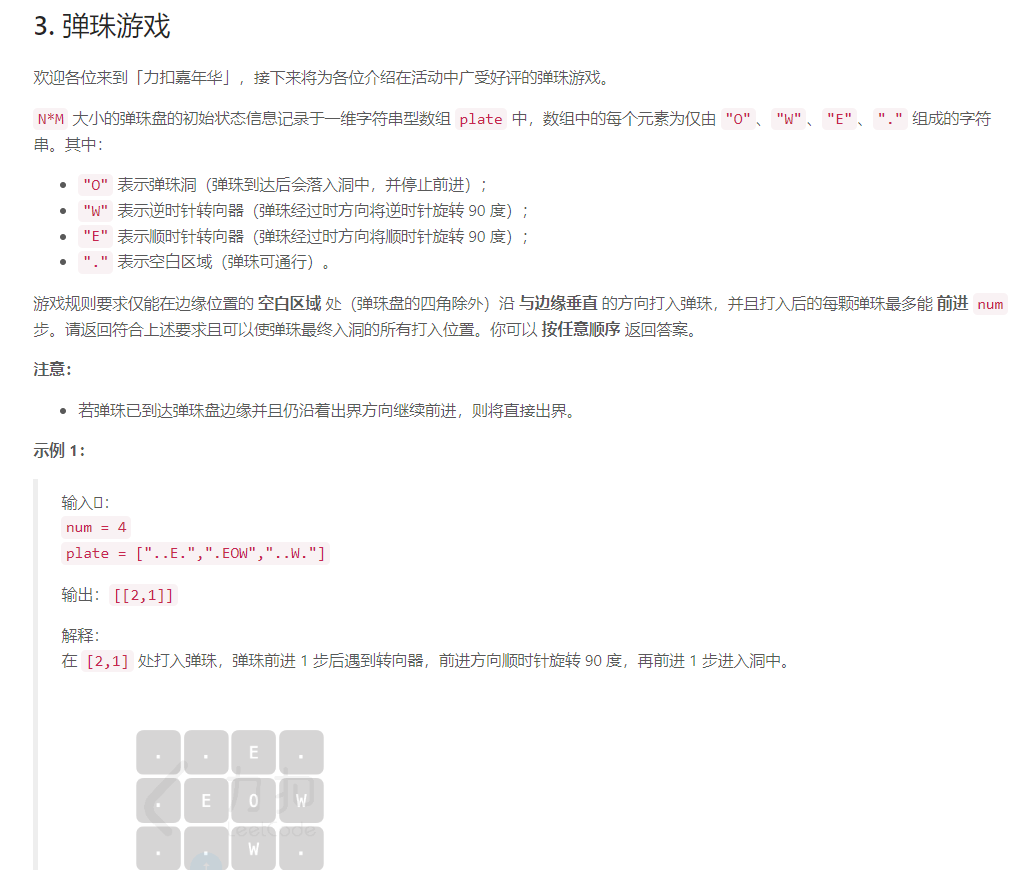 3. 弹珠游戏
欢迎各位来到「力扣嘉年华」，接下来将为各位介绍在活动中广受好评的弹珠游戏。
N*M 大小的弹珠盘的初始状态信息记录于一维字符串型数组 plate 中，数组中的每个元素为仅由 "O"、"W"、"E"、"." 组成的字符
串。其中：
• "O" 表示弹珠洞（弹珠到达后会落入洞中，并停止前进）；
• "W" 表示逆时针转向器（弹珠经过时方向将逆时针旋转 90 度）；
• "E" 表示顺时针转向器（弹珠经过时方向将顺时针旋转 90 度）；
• "." 表示空白区域（弹珠可通行）。
游戏规则要求仅能在边缘位置的 空白区域 处（弹珠盘的四角除外）沿 与边缘垂直 的方向打入弹珠，并且打入后的每颗弹珠最多能 前进 num
步。请返回符合上述要求且可以使弹珠最终入洞的所有打入位置。你可以 按任意顺序 返回答案。
注意：
• 若弹珠已到达弹珠盘边缘并且仍沿着出界方向继续前进，则将直接出界。
示例 1：
输入：
num = 4
plate = ["..E.",".EOW","..W."]
输出：[[2,1]]
解释：
在 [2,1] 处打入弹珠，弹珠前进 1 步后遇到转向器，前进方向顺时针旋转 90 度，再前进 1 步进入洞中。
. . E .
. E O W
. . W .
力扣
LeetCode